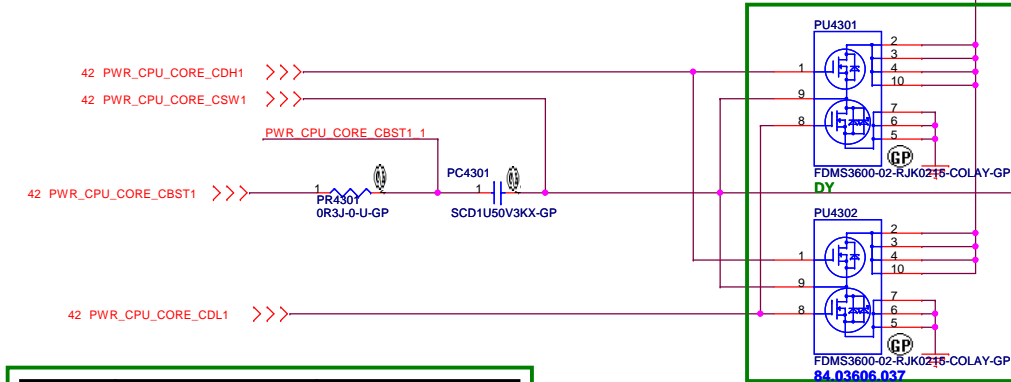 PU4301
42 PWR_CPU_CORE_CDH1
42 PWR_CPU_CORE_CSW1
PWR_CPU_CORE_CBST1_1
42 PWR_CPU_CORE_CBST1
1
PR4301
0R3J-0-U-GP
PC4301
1
SCD1U50V3KX-GP
1
9
8
2
3
4
10
7
6
5
GP
FDMS3600-02-RJK0215-COLAY-GP
DY
PU4302
42 PWR_CPU_CORE_CDL1
1
9
8
2
3
4
10
7
6
5
GP
FDMS3600-02-RJK0215-COLAY-GP
84.03606.037